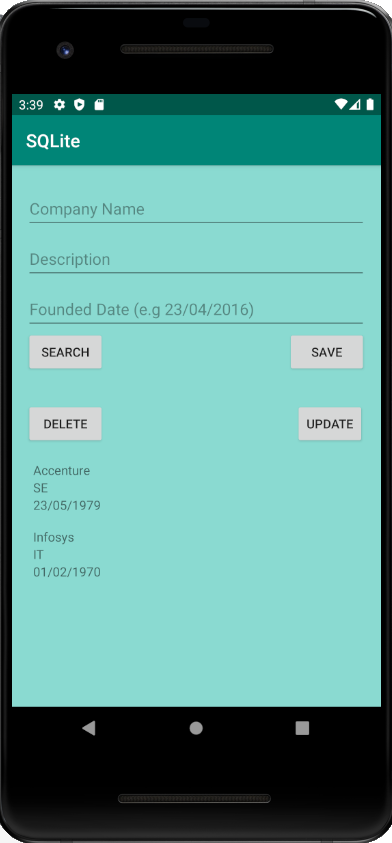 3:39
SQLite
Company Name
Description
Founded Date (e.g 23/04/2016)
SEARCH SAVE
DELETE UPDATE
Accenture
SE
23/05/1979
Infosys
IT
01/02/1970